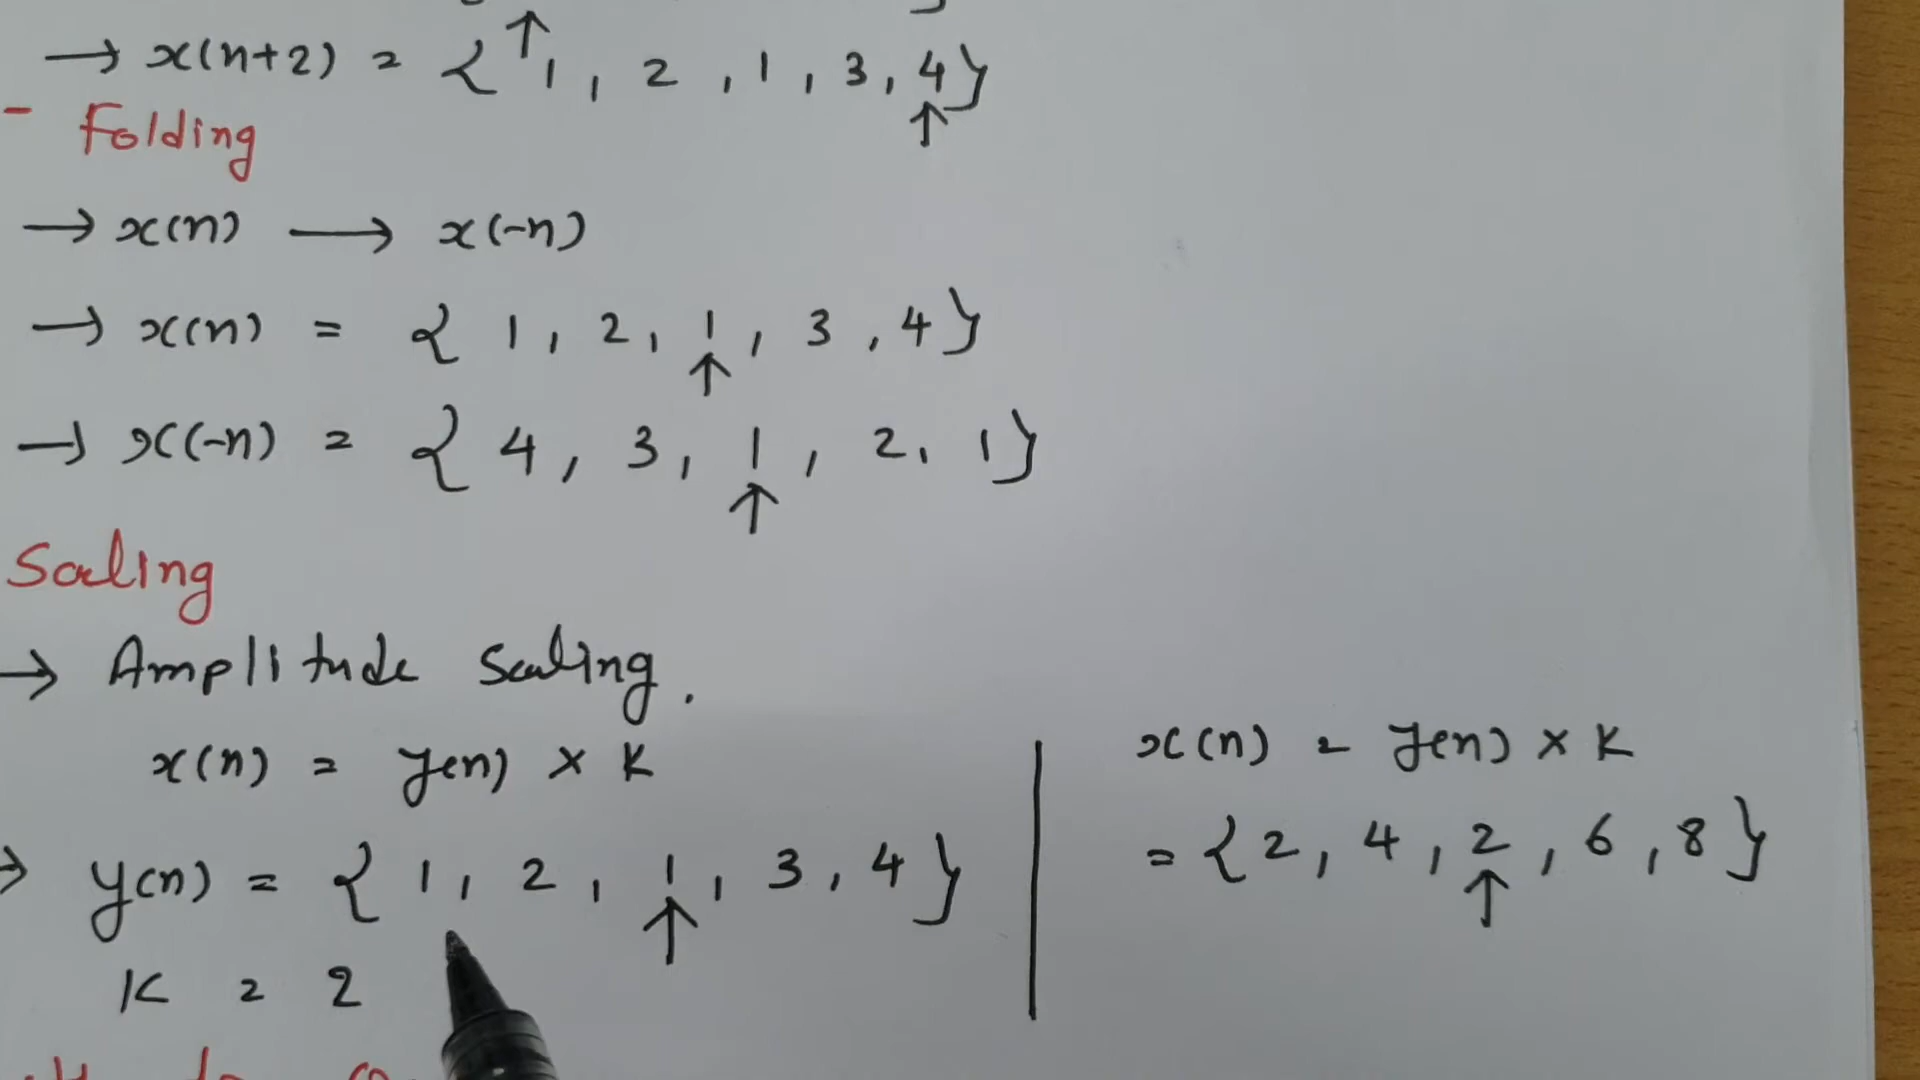 → x(n+2) = { 1, 2, 1, 3, 4}
↑
- Folding
→ x(n) ⟶ x(-n)
→ x(n) = { 1, 2, 1, 3, 4}
↑
→ x(-n) = { 4, 3, 1, 2, 1}
↑
Scaling
→ Amplitude scaling.
x(n) = y(n) × K
→ y(n) = { 1, 2, 1, 3, 4}
↑
K = 2
x(n) = y(n) × K
= {2, 4, 2, 6, 8}
↑